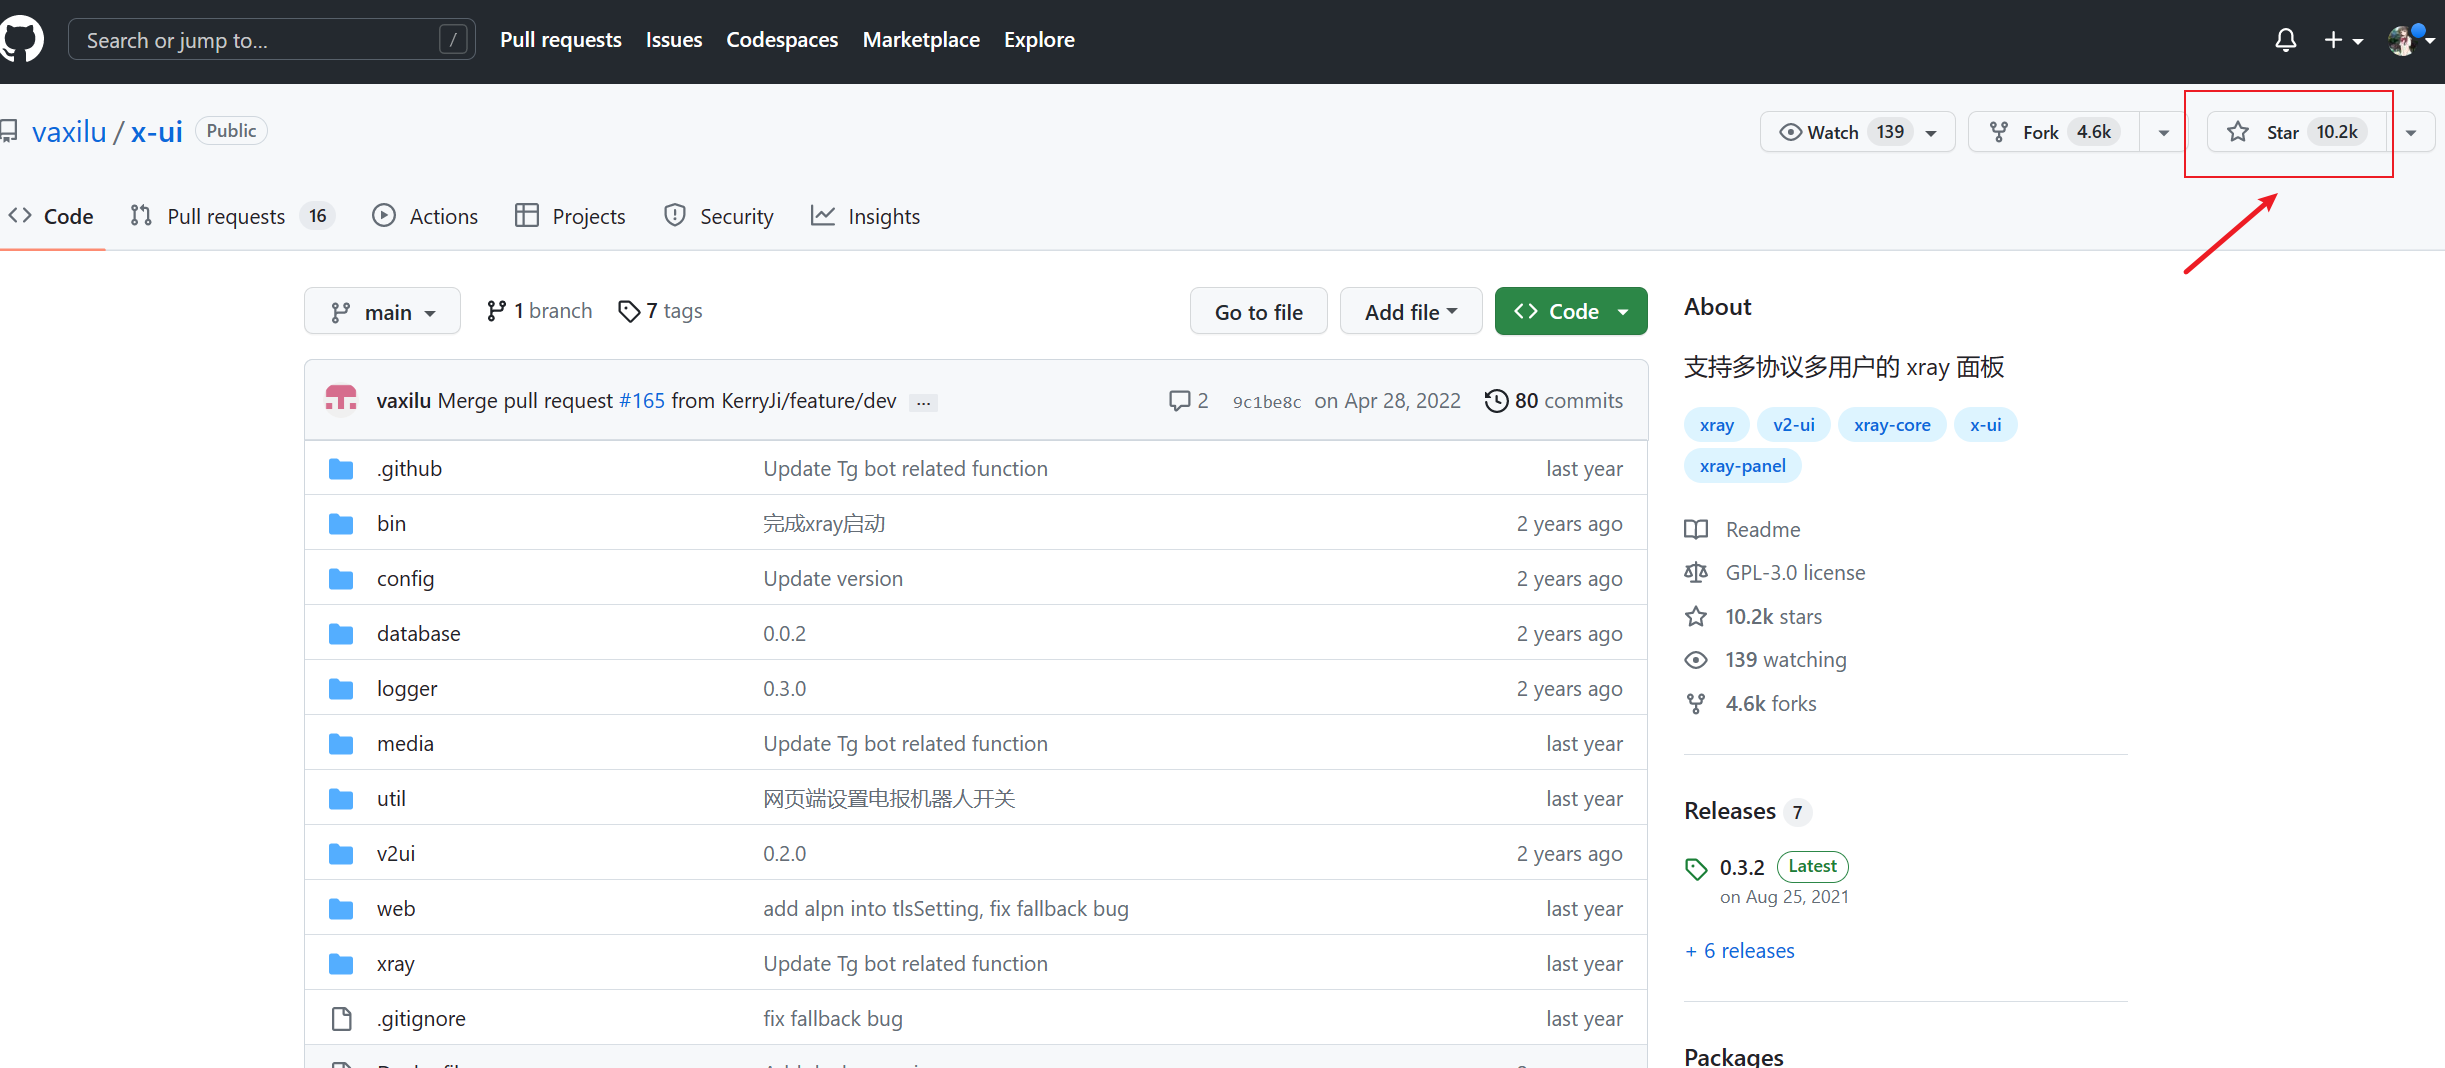 Search or jump to... / Pull requests Issues Codespaces Marketplace Explore
vaxilu / x-ui Public Watch 139 Fork 4.6k Star 10.2k
Code Pull requests 16 Actions Projects Security Insights
main 1 branch 7 tags Go to file Add file Code
vaxilu Merge pull request #165 from KerryJi/feature/dev ... 2 9c1be8c on Apr 28, 2022 80 commits
.github Update Tg bot related function last year
bin 完成xray启动 2 years ago
config Update version 2 years ago
database 0.0.2 2 years ago
logger 0.3.0 2 years ago
media Update Tg bot related function last year
util 网页端设置电报机器人开关 last year
v2ui 0.2.0 2 years ago
web add alpn into tlsSetting, fix fallback bug last year
xray Update Tg bot related function last year
.gitignore fix fallback bug last year
About
支持多协议多用户的 xray 面板
xray v2-ui xray-core x-ui
xray-panel
Readme
GPL-3.0 license
10.2k stars
139 watching
4.6k forks
Releases 7
0.3.2 Latest
on Aug 25, 2021
+ 6 releases
Packages